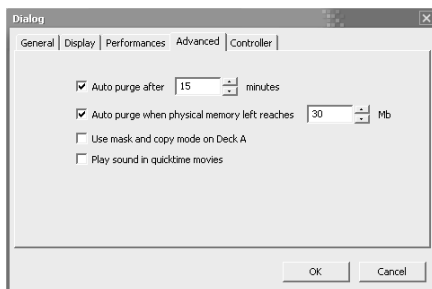 Dialog
General Display Performances Advanced Controller
Auto purge after 15 minutes
Auto purge when physical memory left reaches 30 Mb
Use mask and copy mode on Deck A
Play sound in quicktime movies
OK Cancel